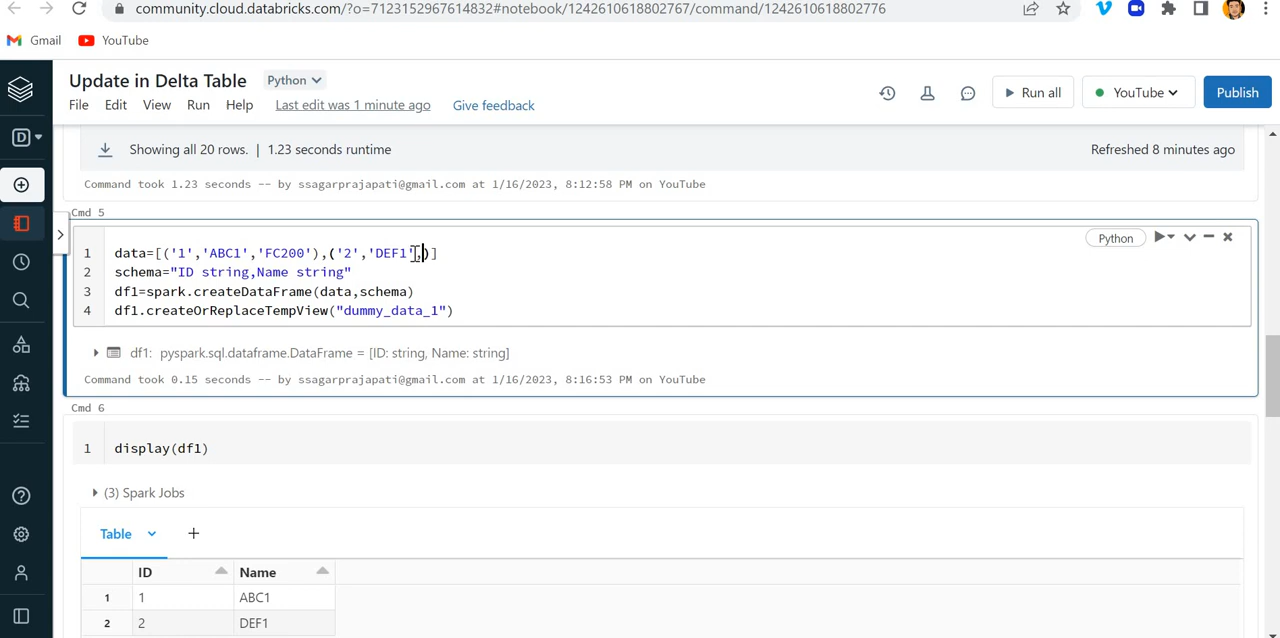 community.cloud.databricks.com/?o=7123152967614832#notebook/1242610618802767/command/1242610618802776
Gmail YouTube
Update in Delta Table Python
File Edit View Run Help Last edit was 1 minute ago Give feedback
Run all YouTube Publish
D
Showing all 20 rows. | 1.23 seconds runtime Refreshed 8 minutes ago
Command took 1.23 seconds -- by ssagarprajapati@gmail.com at 1/16/2023, 8:12:58 PM on YouTube
Cmd 5
Python
1 data=[('1','ABC1','FC200'),('2','DEF1',)]
2 schema="ID string,Name string"
3 df1=spark.createDataFrame(data,schema)
4 df1.createOrReplaceTempView("dummy_data_1")
df1: pyspark.sql.dataframe.DataFrame = [ID: string, Name: string]
Command took 0.15 seconds -- by ssagarprajapati@gmail.com at 1/16/2023, 8:16:53 PM on YouTube
Cmd 6
1 display(df1)
(3) Spark Jobs
Table +
ID Name
1 1 ABC1
2 2 DEF1